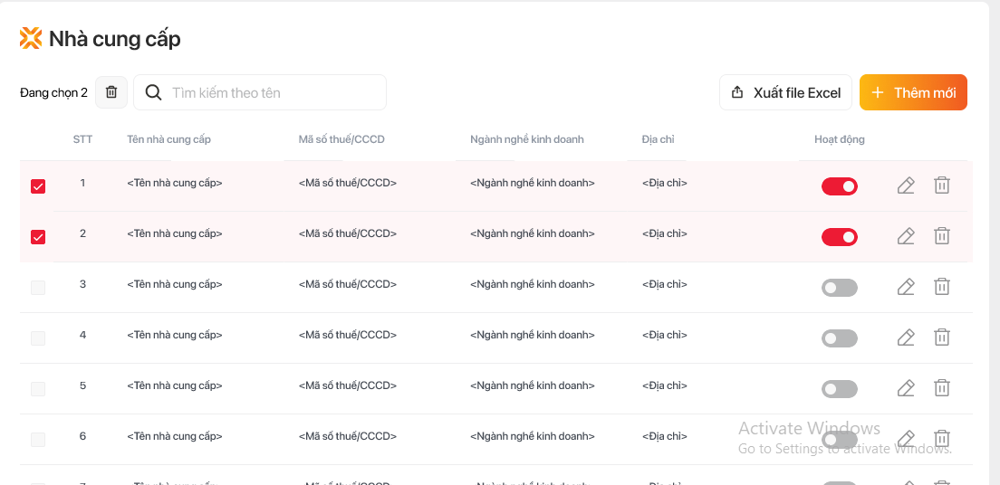 Nhà cung cấp
Đang chọn 2
Tìm kiếm theo tên
Xuất file Excel
Thêm mới
STT Tên nhà cung cấp Mã số thuế/CCCD Ngành nghề kinh doanh Địa chỉ Hoạt động
1 <Tên nhà cung cấp> <Mã số thuế/CCCD> <Ngành nghề kinh doanh> <Địa chỉ>
2 <Tên nhà cung cấp> <Mã số thuế/CCCD> <Ngành nghề kinh doanh> <Địa chỉ>
3 <Tên nhà cung cấp> <Mã số thuế/CCCD> <Ngành nghề kinh doanh> <Địa chỉ>
4 <Tên nhà cung cấp> <Mã số thuế/CCCD> <Ngành nghề kinh doanh> <Địa chỉ>
5 <Tên nhà cung cấp> <Mã số thuế/CCCD> <Ngành nghề kinh doanh> <Địa chỉ>
6 <Tên nhà cung cấp> <Mã số thuế/CCCD> <Ngành nghề kinh doanh> <Địa chỉ>
Activate Windows
Go to Settings to activate Windows.